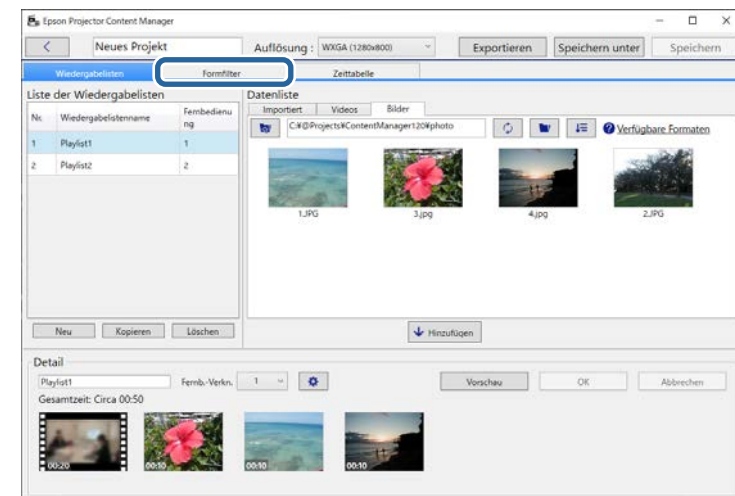 Epson Projector Content Manager
Neues Projekt Auflösung : WXGA (1280x800) Exportieren Speichern unter Speichern
Wiedergabelisten Formfilter Zeittabelle
Liste der Wiedergabelisten Datenliste
Importiert Videos Bilder
Nr. Wiedergabelistenname Fernbedienu
ng
C:¥@Projects¥ContentManager120¥photo Verfügbare Formaten
1 Playlist1 1
2 Playlist2 2
1.JPG 3.jpg 4.jpg 2.JPG
Neu Kopieren Löschen Hinzufügen
Detail
Playlist1 Fernb.-Verkn. 1 Vorschau OK Abbrechen
Gesamtzeit: Circa 00:50
00:20 00:10 00:10 00:10